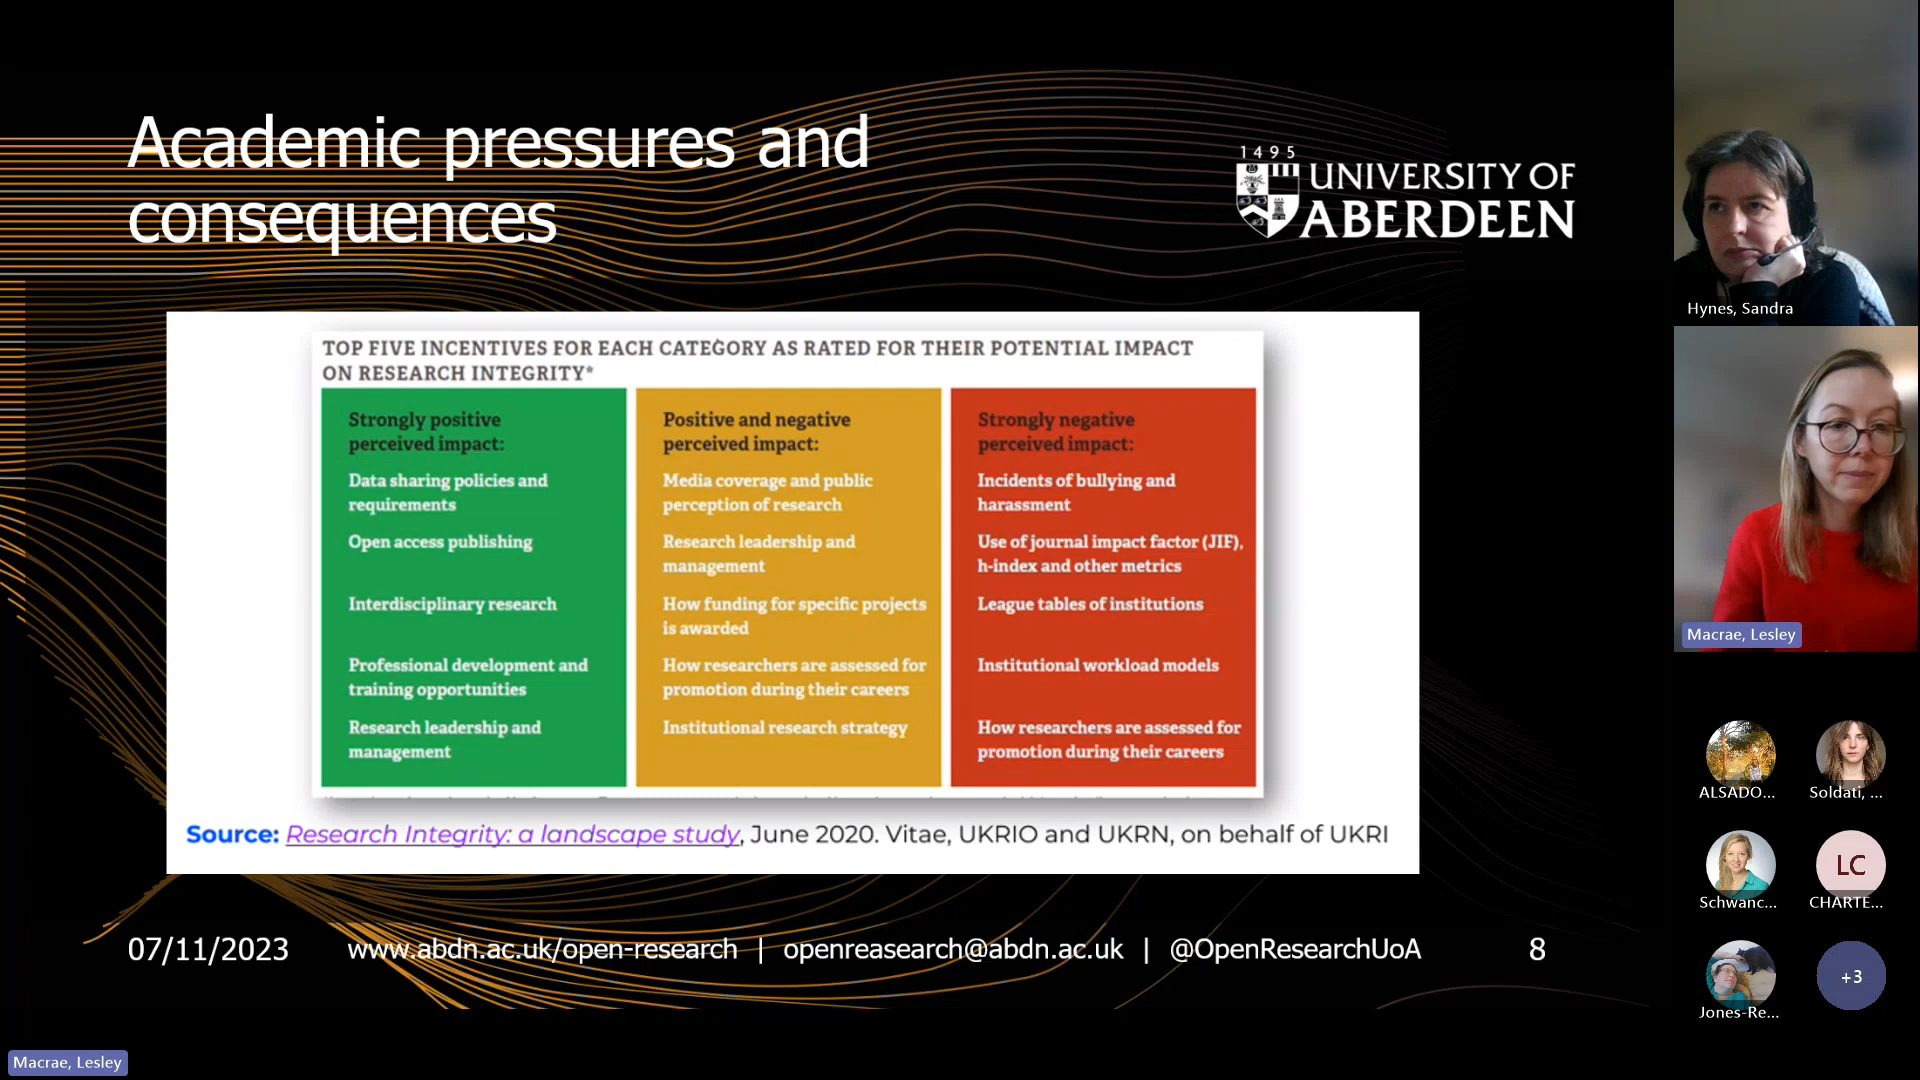 Academic pressures and
consequences
1495
UNIVERSITY OF
ABERDEEN
TOP FIVE INCENTIVES FOR EACH CATEGORY AS RATED FOR THEIR POTENTIAL IMPACT
ON RESEARCH INTEGRITY*
Strongly positive
perceived impact:
Data sharing policies and
requirements
Open access publishing
Interdisciplinary research
Professional development and
training opportunities
Research leadership and
management
Positive and negative
perceived impact:
Media coverage and public
perception of research
Research leadership and
management
How funding for specific projects
is awarded
How researchers are assessed for
promotion during their careers
Institutional research strategy
Strongly negative
perceived impact:
Incidents of bullying and
harassment
Use of journal impact factor (JIF),
h-index and other metrics
League tables of institutions
Institutional workload models
How researchers are assessed for
promotion during their careers
Source: Research Integrity: a landscape study, June 2020. Vitae, UKRIO and UKRN, on behalf of UKRI
07/11/2023 www.abdn.ac.uk/open-research | openreasearch@abdn.ac.uk | @OpenResearchUoA 8
Hynes, Sandra
Macrae, Lesley
ALSADO...
Soldati, ...
Schwanc...
LC
CHARTE...
Jones-Re...
+3
Macrae, Lesley